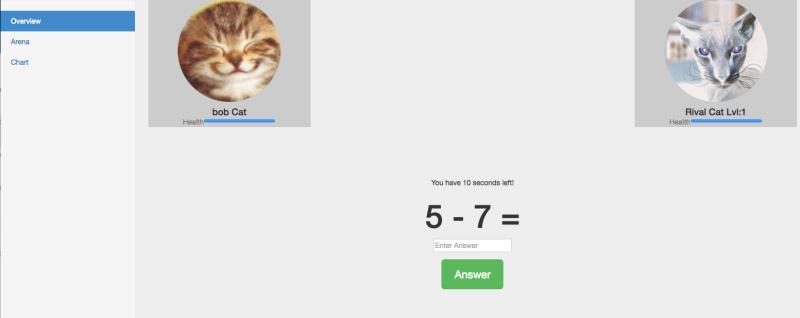 Overview
Arena
Chart
bob Cat
Health
Rival Cat Lvl:1
Health
You have 10 seconds left!
5 - 7 =
Enter Answer
Answer